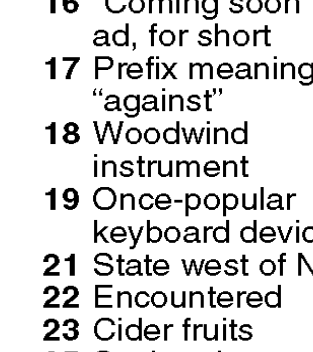 16 "Coming soon"
ad, for short
17 Prefix meaning
"against"
18 Woodwind
instrument
19 Once-popular
keyboard devic
21 State west of N
22 Encountered
23 Cider fruits